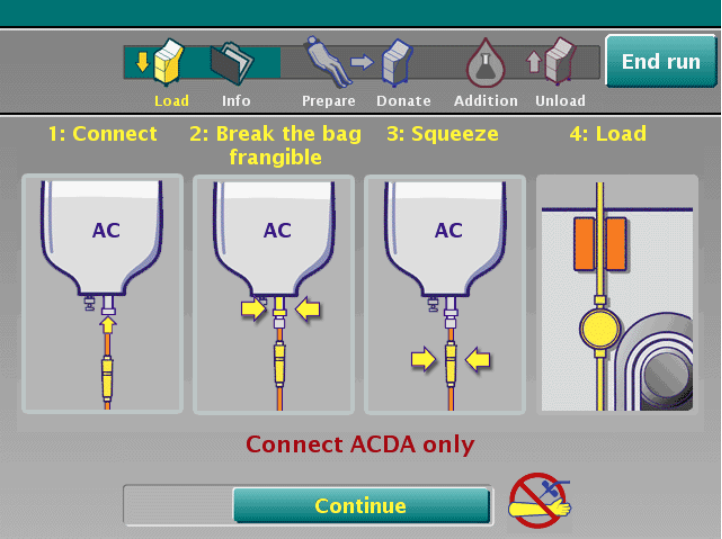 End run
Load Info Prepare Donate Addition Unload
1: Connect 2: Break the bag 3: Squeeze 4: Load
frangible
AC AC AC
Connect ACDA only
Continue